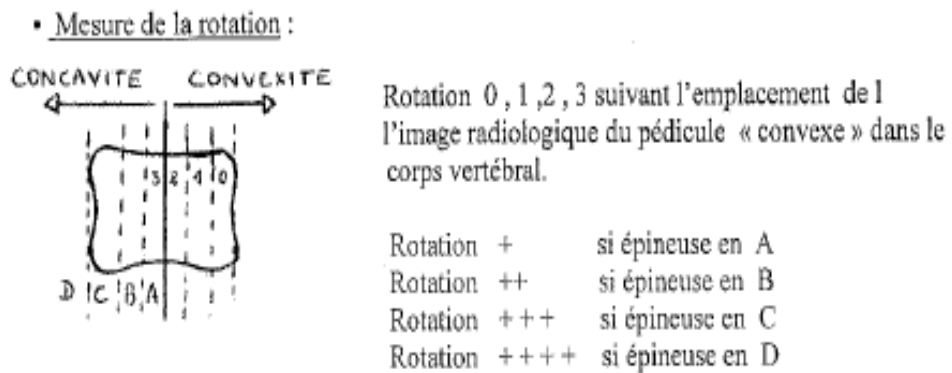 • Mesure de la rotation :
CONCAVITE CONVEXITE
3 2 1 0
D C B A
Rotation 0 , 1 ,2 , 3 suivant l'emplacement de l
l'image radiologique du pédicule « convexe » dans le
corps vertébral.
Rotation + si épineuse en A
Rotation ++ si épineuse en B
Rotation +++ si épineuse en C
Rotation ++++ si épineuse en D